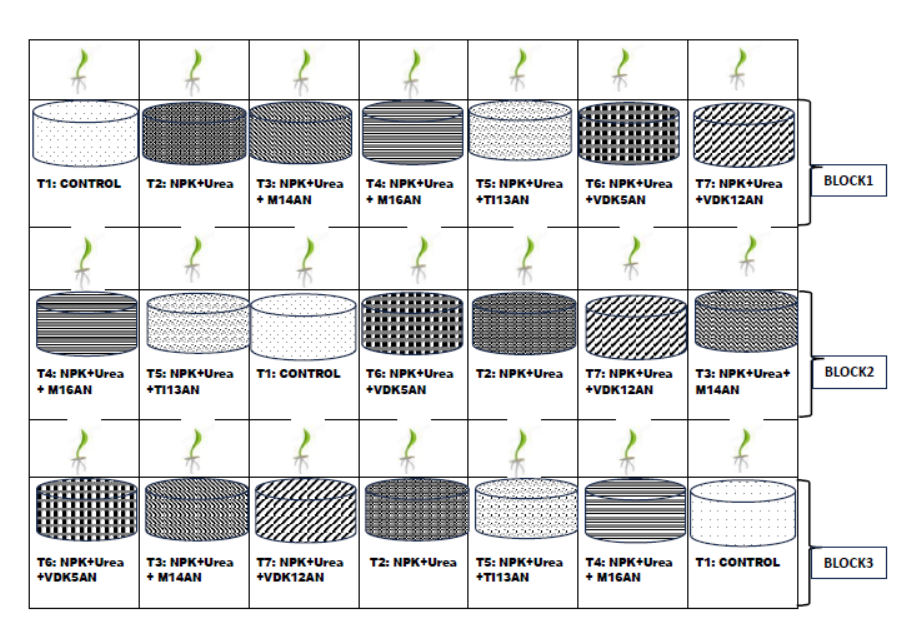 T1: CONTROL
T2: NPK+Urea
T3: NPK+Urea
+ M14AN
T4: NPK+Urea
+ M16AN
T5: NPK+Urea
+TI13AN
T6: NPK+Urea
+VDK5AN
T7: NPK+Urea
+VDK12AN
BLOCK1
T4: NPK+Urea
+ M16AN
T5: NPK+Urea
+TI13AN
T1: CONTROL
T6: NPK+Urea
+VDK5AN
T2: NPK+Urea
T7: NPK+Urea
+VDK12AN
T3: NPK+Urea+
M14AN
BLOCK2
T6: NPK+Urea
+VDK5AN
T3: NPK+Urea
+ M14AN
T7: NPK+Urea
+VDK12AN
T2: NPK+Urea
T5: NPK+Urea
+TI13AN
T4: NPK+Urea
+ M16AN
T1: CONTROL
BLOCK3